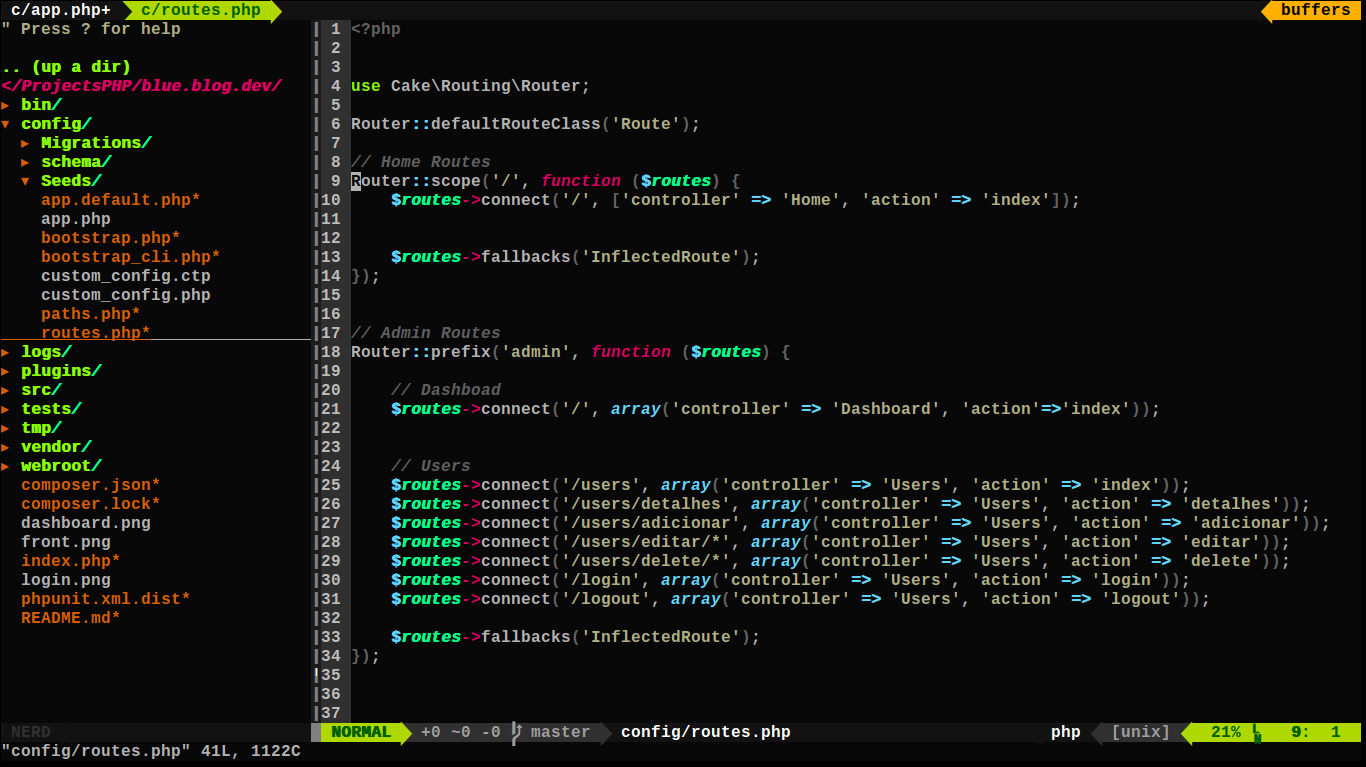 c/app.php+ c/routes.php buffers
" Press ? for help
.. (up a dir)
</ProjectsPHP/blue.blog.dev/
▸ bin/
▾ config/
▸ Migrations/
▸ schema/
▾ Seeds/
app.default.php*
app.php
bootstrap.php*
bootstrap_cli.php*
custom_config.ctp
custom_config.php
paths.php*
routes.php*
▸ logs/
▸ plugins/
▸ src/
▸ tests/
▸ tmp/
▸ vendor/
▸ webroot/
composer.json*
composer.lock*
dashboard.png
front.png
index.php*
login.png
phpunit.xml.dist*
README.md*
1 <?php
2
3
4 use Cake\Routing\Router;
5
6 Router::defaultRouteClass('Route');
7
8 // Home Routes
9 Router::scope('/', function ($routes) {
10     $routes->connect('/', ['controller' => 'Home', 'action' => 'index']);
11
12
13     $routes->fallbacks('InflectedRoute');
14 });
15
16
17 // Admin Routes
18 Router::prefix('admin', function ($routes) {
19
20     // Dashboad
21     $routes->connect('/', array('controller' => 'Dashboard', 'action'=>'index'));
22
23
24     // Users
25     $routes->connect('/users', array('controller' => 'Users', 'action' => 'index'));
26     $routes->connect('/users/detalhes', array('controller' => 'Users', 'action' => 'detalhes'));
27     $routes->connect('/users/adicionar', array('controller' => 'Users', 'action' => 'adicionar'));
28     $routes->connect('/users/editar/*', array('controller' => 'Users', 'action' => 'editar'));
29     $routes->connect('/users/delete/*', array('controller' => 'Users', 'action' => 'delete'));
30     $routes->connect('/login', array('controller' => 'Users', 'action' => 'login'));
31     $routes->connect('/logout', array('controller' => 'Users', 'action' => 'logout'));
32
33     $routes->fallbacks('InflectedRoute');
34 });
35
36
37
NERD NORMAL +0 ~0 -0 master config/routes.php php [unix] 21% LN 9: 1
"config/routes.php" 41L, 1122C